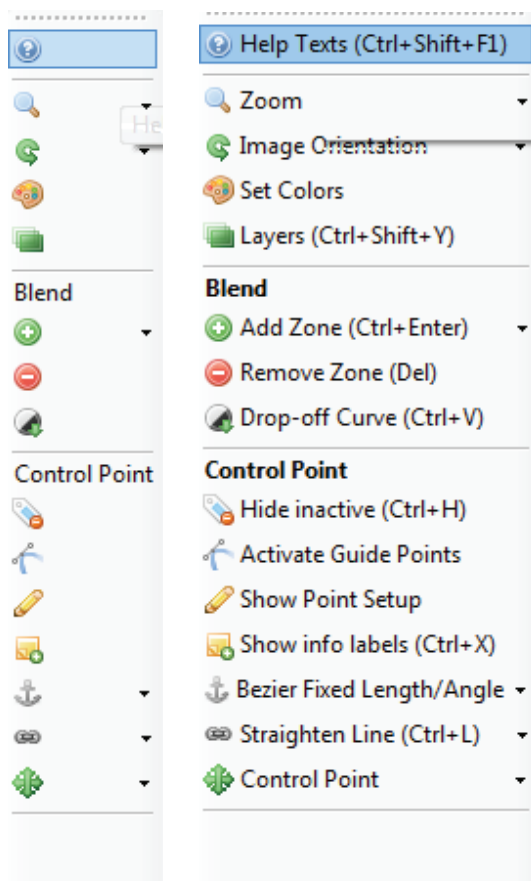 He
Blend
Control Point
Help Texts (Ctrl+Shift+F1)
Zoom
Image Orientation
Set Colors
Layers (Ctrl+Shift+Y)
Blend
Add Zone (Ctrl+Enter)
Remove Zone (Del)
Drop-off Curve (Ctrl+V)
Control Point
Hide inactive (Ctrl+H)
Activate Guide Points
Show Point Setup
Show info labels (Ctrl+X)
Bezier Fixed Length/Angle
Straighten Line (Ctrl+L)
Control Point